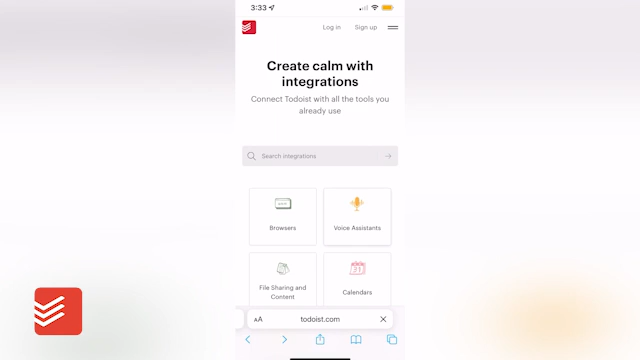 3:33
Log in
Sign up
Create calm with
integrations
Connect Todoist with all the tools you
already use
Search integrations
Browsers
Voice Assistants
File Sharing and
Content
31
Calendars
AA
todoist.com